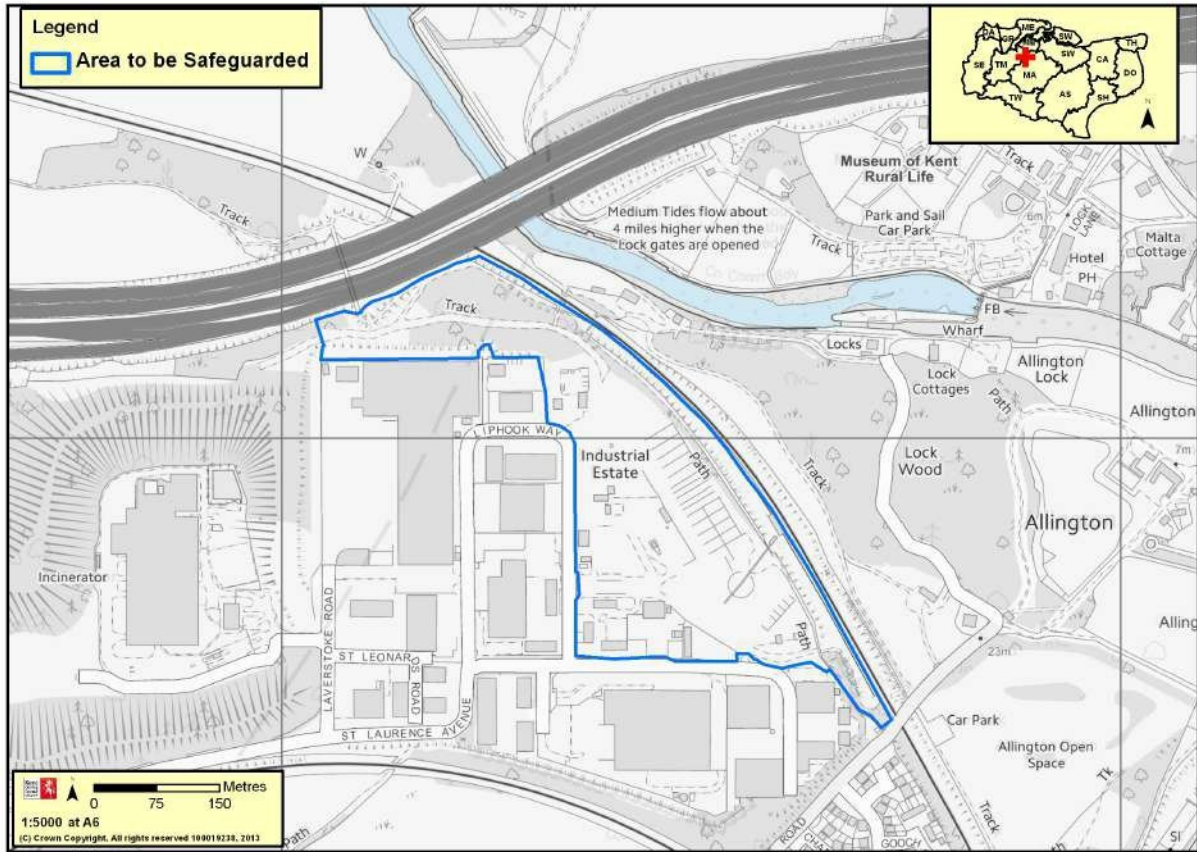 Legend
Area to be Safeguarded
ME
SW
TH
SE
TM
SW
CA
DO
MA
AS
SH
TW
N
W
Track
Museum of Kent
Rural Life
Track
Medium Tides flow about
4 miles higher when the
Lock gates are opened
Park and Sail
Car Park
6m
LOCK
LANE
Malta
Cottage
Track
Hotel
PH
Track
FB
Wharf
Locks
Lock
Cottages
Allington
Lock
Path
Allington
LIPHOOK WAY
Industrial
Estate
Path
Track
Lock
Wood
7m
Allington
Incinerator
LAVERSTOKE ROAD
ST LEONARDS ROAD
Path
23m
ST LAURENCE AVENUE
Car Park
Allington Open
Space
Tk
Metres
0 75 150
1:5000 at A6
(C) Crown Copyright. All rights reserved 100019238, 2013
Path
ROAD
GOOCH
Track
Path